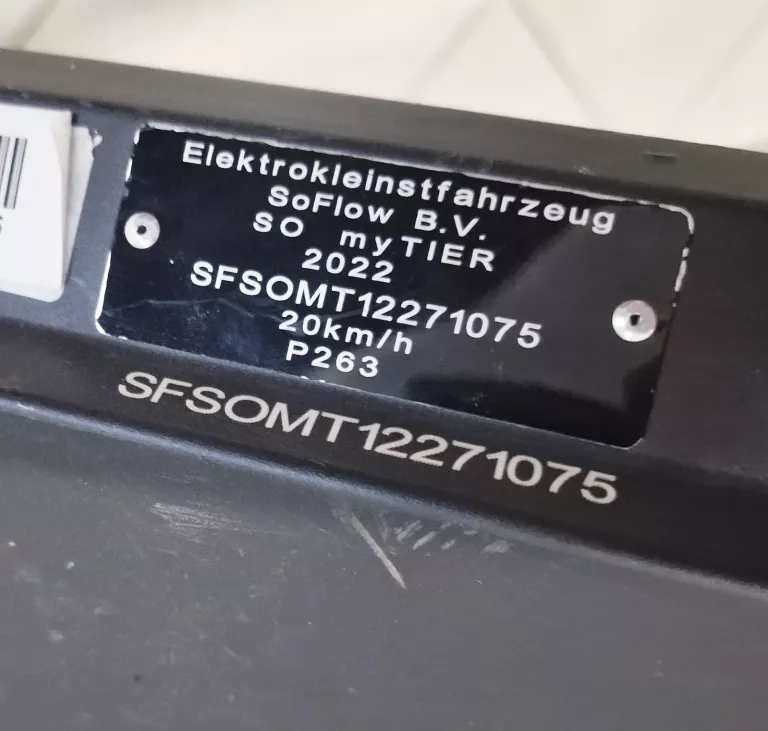 Elektrokleinstfahrzeug
SoFlow B.V.
SO myTIER
2022
SFSOMT12271075
20km/h
P263
SFSOMT12271075